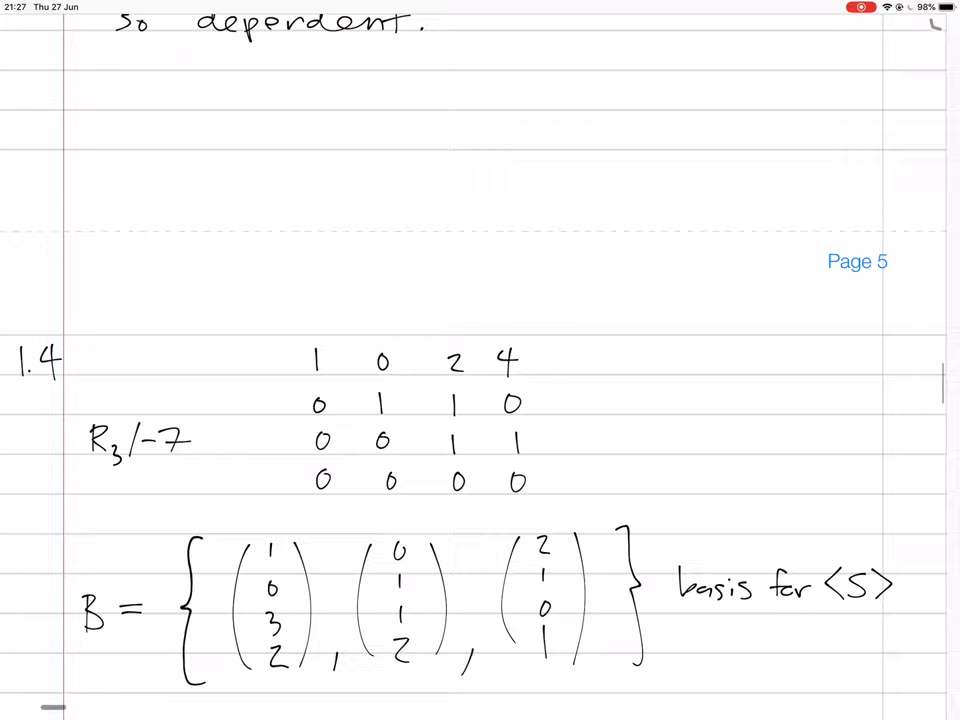 21:27 Thu 27 Jun 98%
so dependent.
Page 5
1.4
1 0 2 4
0 1 1 0
R₃/-7 0 0 1 1
0 0 0 0
B = { (1 0 3 2), (0 1 1 2), (2 1 0 1) } basis for <S>